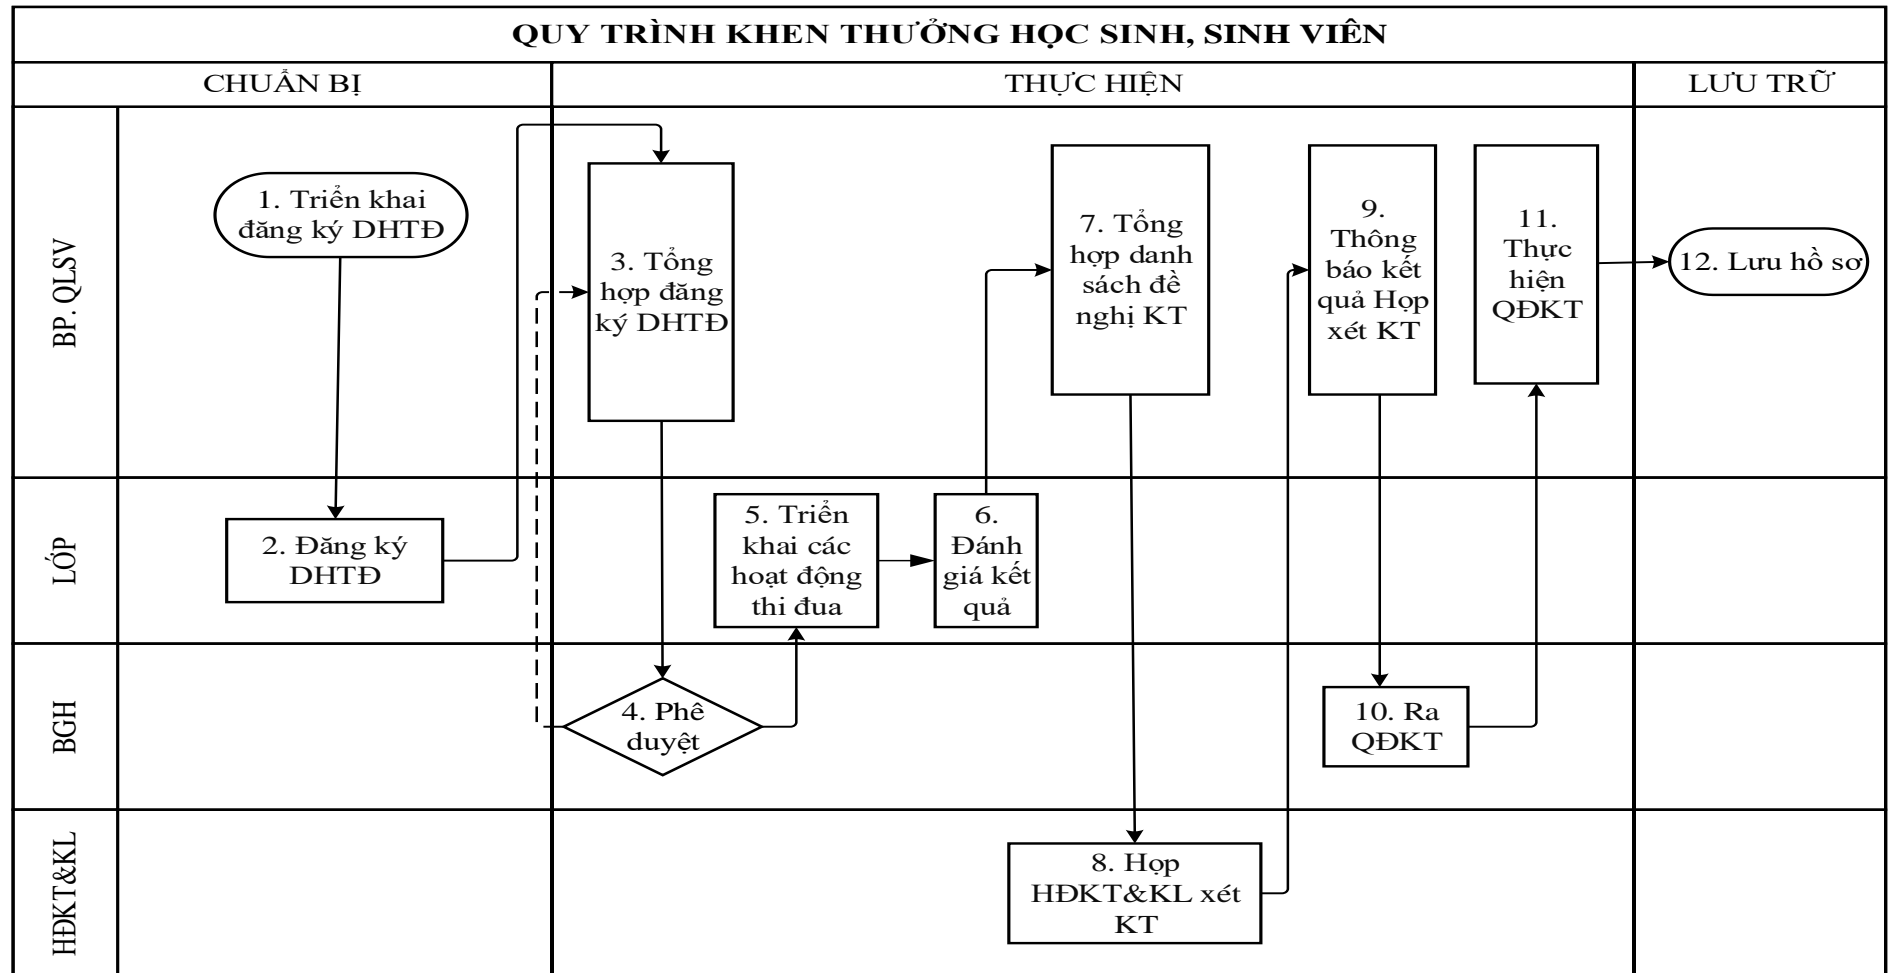 QUY TRÌNH KHEN THƯỞNG HỌC SINH, SINH VIÊN
CHUẨN BỊ
THỰC HIỆN
LƯU TRỮ
BP. QLSV
1. Triển khai
đăng ký DHTĐ
3. Tổng
hợp đăng
ký DHTĐ
7. Tổng
hợp danh
sách đề
nghị KT
9.
Thông
báo kết
quả Họp
xét KT
11.
Thực
hiện
QĐKT
12. Lưu hồ sơ
LỚP
2. Đăng ký
DHTĐ
5. Triển
khai các
hoạt động
thi đua
6.
Đánh
giá kết
quả
BGH
4. Phê
duyệt
10. Ra
QĐKT
HĐKT&KL
8. Họp
HĐKT&KL xét
KT